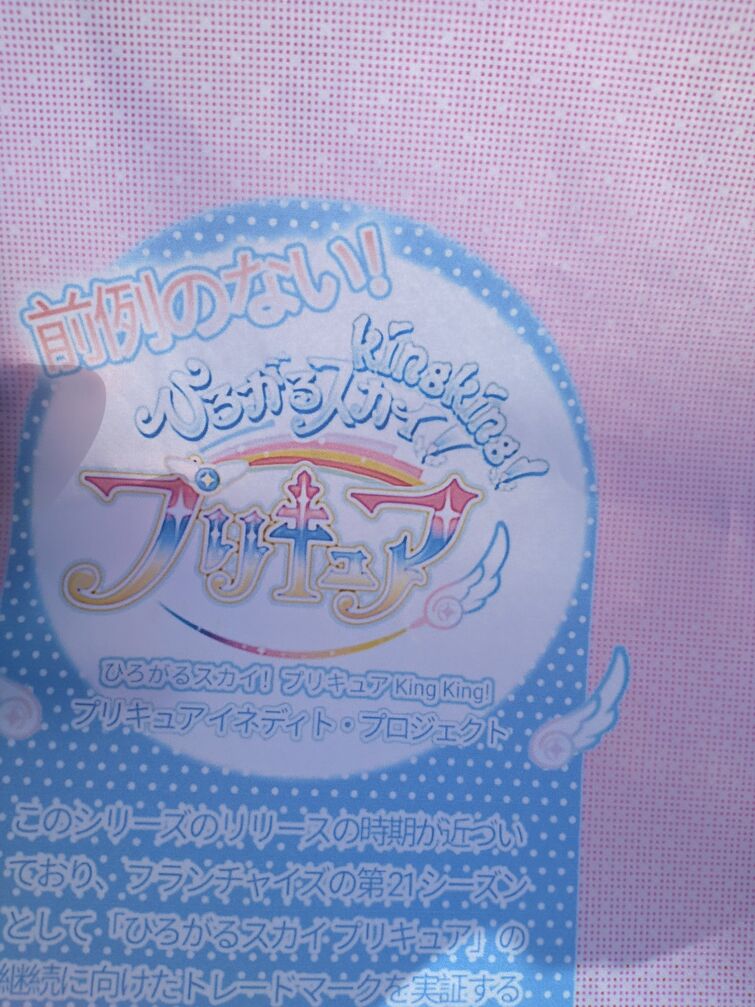 前例のない!
kingking!
ひろがるスカイ!
プリキュア
ひろがるスカイ! プリキュア King King!
プリキュアイネディト・プロジェクト
このシリーズのリリースの時期が近づい
ており、フランチャイズの第21シーズン
として「ひろがるスカイプリキュア」の
継続に向けたトレードマークを実証する